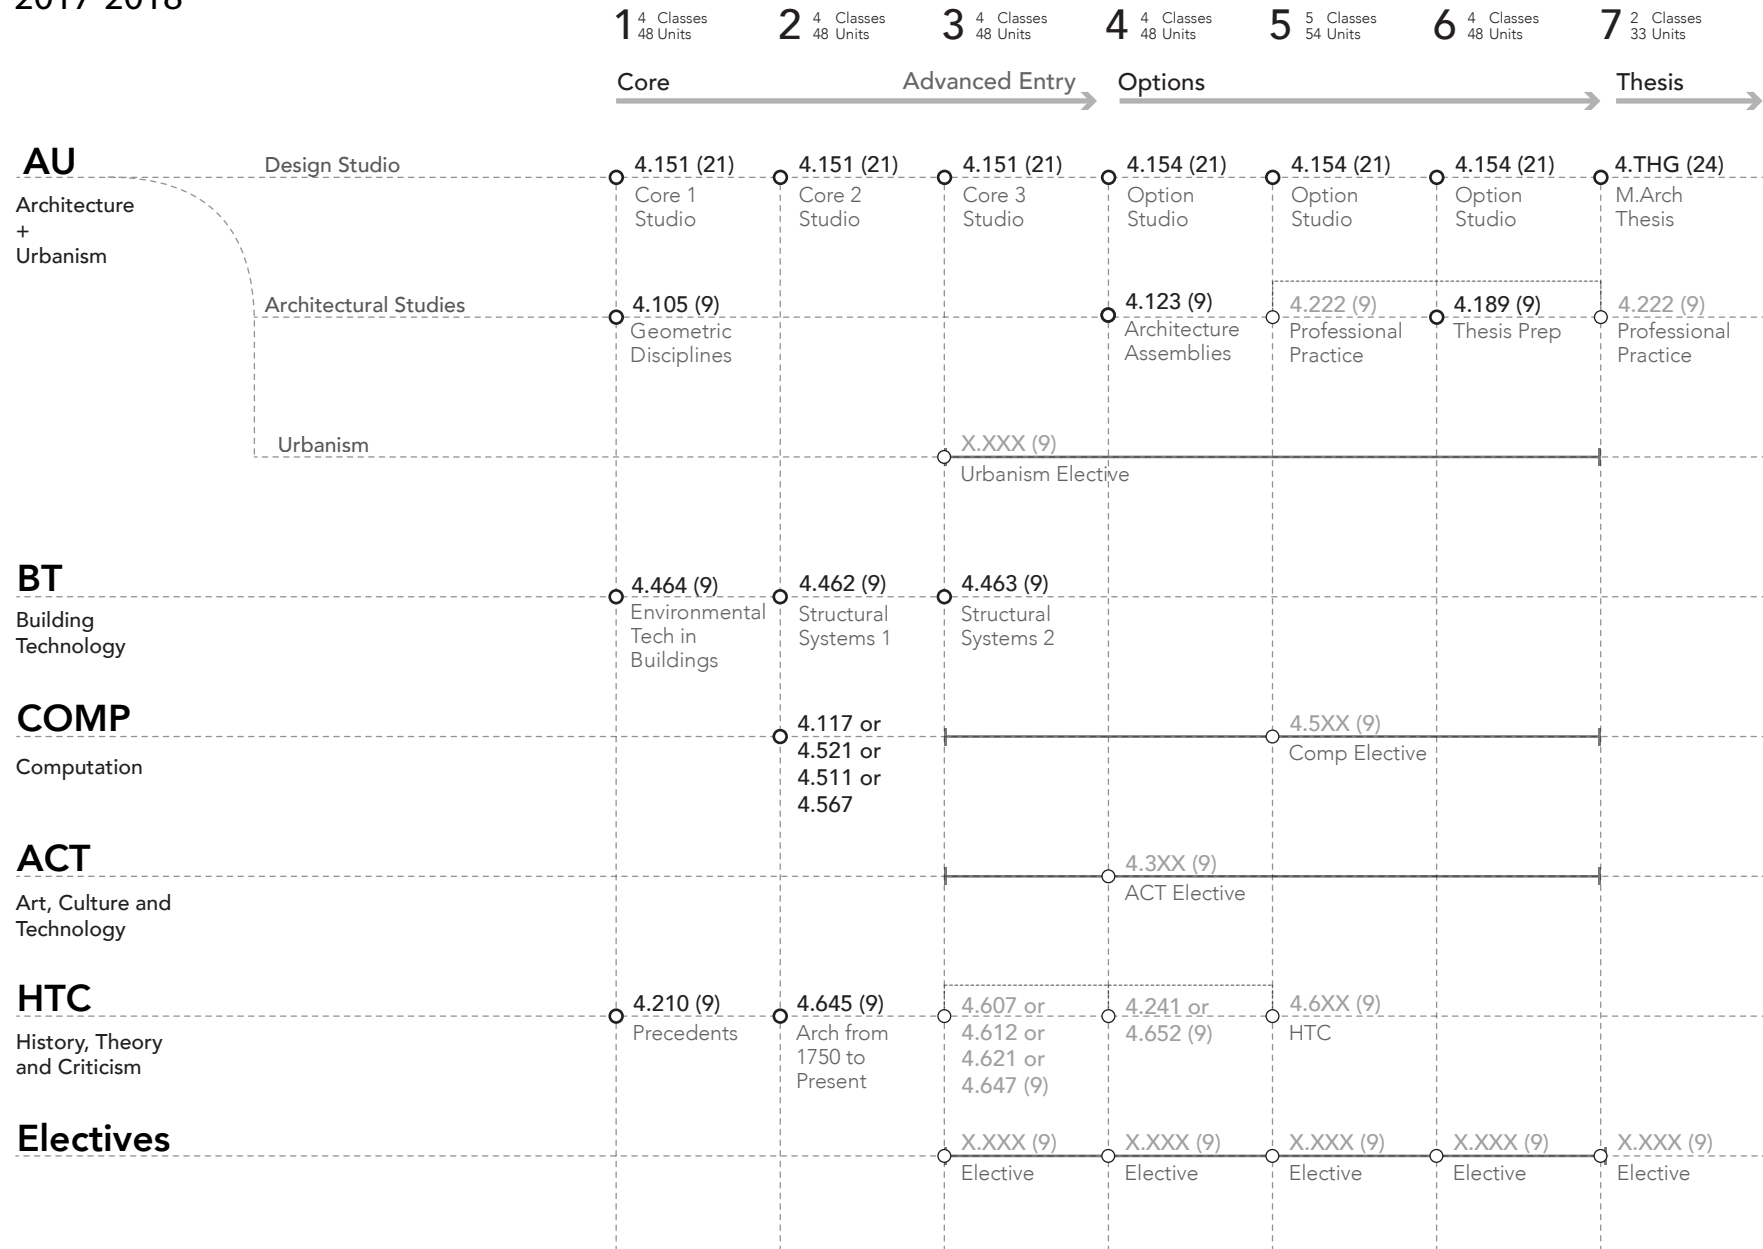 2017-2018
1 4 Classes 48 Units
2 4 Classes 48 Units
3 4 Classes 48 Units
4 4 Classes 48 Units
5 5 Classes 54 Units
6 4 Classes 48 Units
7 2 Classes 33 Units
Core
Advanced Entry
Options
Thesis
AU
Architecture
+
Urbanism
Design Studio
4.151 (21)
Core 1
Studio
4.151 (21)
Core 2
Studio
4.151 (21)
Core 3
Studio
4.154 (21)
Option
Studio
4.154 (21)
Option
Studio
4.154 (21)
Option
Studio
4.THG (24)
M.Arch
Thesis
Architectural Studies
4.105 (9)
Geometric
Disciplines
4.123 (9)
Architecture
Assemblies
4.222 (9)
Professional
Practice
4.189 (9)
Thesis Prep
4.222 (9)
Professional
Practice
Urbanism
X.XXX (9)
Urbanism Elective
BT
Building
Technology
4.464 (9)
Environmental
Tech in
Buildings
4.462 (9)
Structural
Systems 1
4.463 (9)
Structural
Systems 2
COMP
Computation
4.117 or
4.521 or
4.511 or
4.567
4.5XX (9)
Comp Elective
ACT
Art, Culture and
Technology
4.3XX (9)
ACT Elective
HTC
History, Theory
and Criticism
4.210 (9)
Precedents
4.645 (9)
Arch from
1750 to
Present
4.607 or
4.612 or
4.621 or
4.647 (9)
4.241 or
4.652 (9)
4.6XX (9)
HTC
Electives
X.XXX (9)
Elective
X.XXX (9)
Elective
X.XXX (9)
Elective
X.XXX (9)
Elective
X.XXX (9)
Elective